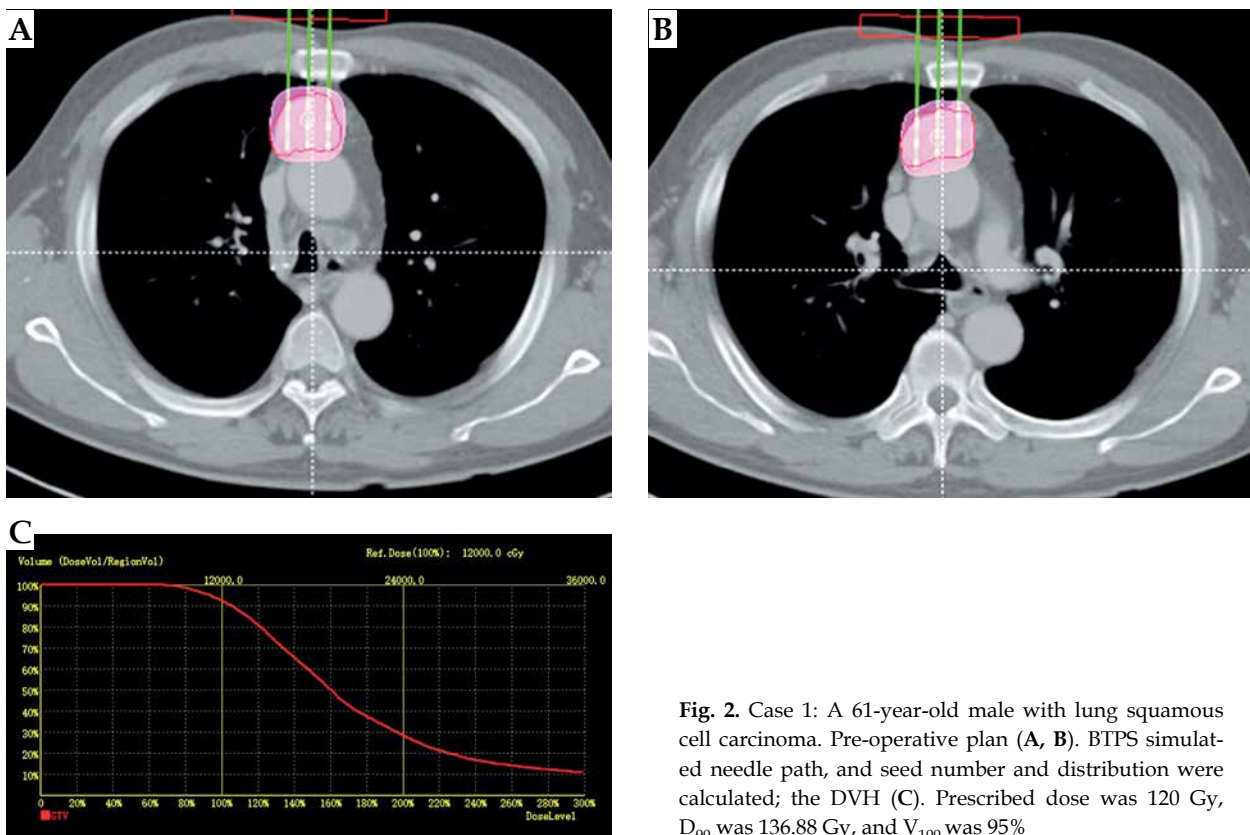 A
B
C
Volume (DoseVol/RegionVol)
Ref.Dose(100%): 12000.0 cGy
12000.0 24000.0 36000.0
100%
90%
80%
70%
60%
50%
40%
30%
20%
10%
0 20% 40% 60% 80% 100% 120% 140% 160% 180% 200% 220% 240% 260% 280% 300%
GTV DoseLevel
Fig. 2. Case 1: A 61-year-old male with lung squamous
cell carcinoma. Pre-operative plan (A, B). BTPS simulat-
ed needle path, and seed number and distribution were
calculated; the DVH (C). Prescribed dose was 120 Gy,
D90 was 136.88 Gy, and V100 was 95%